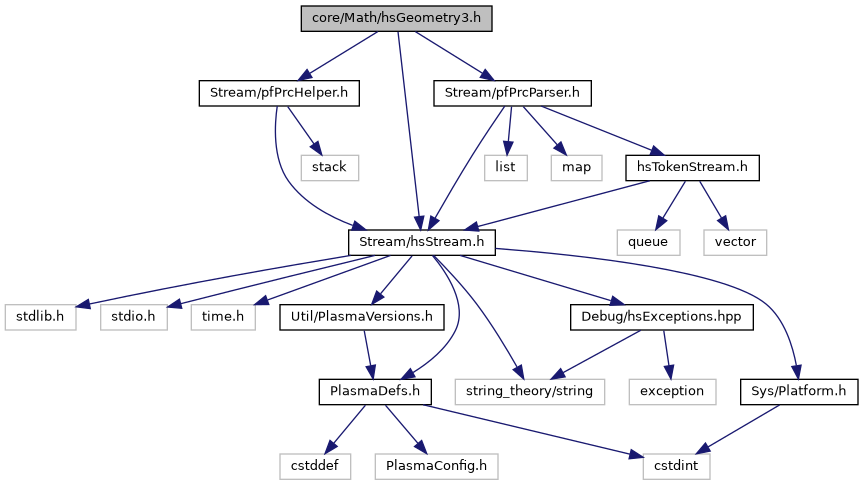 core/Math/hsGeometry3.h
Stream/pfPrcHelper.h
Stream/pfPrcParser.h
stack
list
map
hsTokenStream.h
Stream/hsStream.h
queue
vector
stdlib.h
stdio.h
time.h
Util/PlasmaVersions.h
Debug/hsExceptions.hpp
PlasmaDefs.h
string_theory/string
exception
Sys/Platform.h
cstddef
PlasmaConfig.h
cstdint